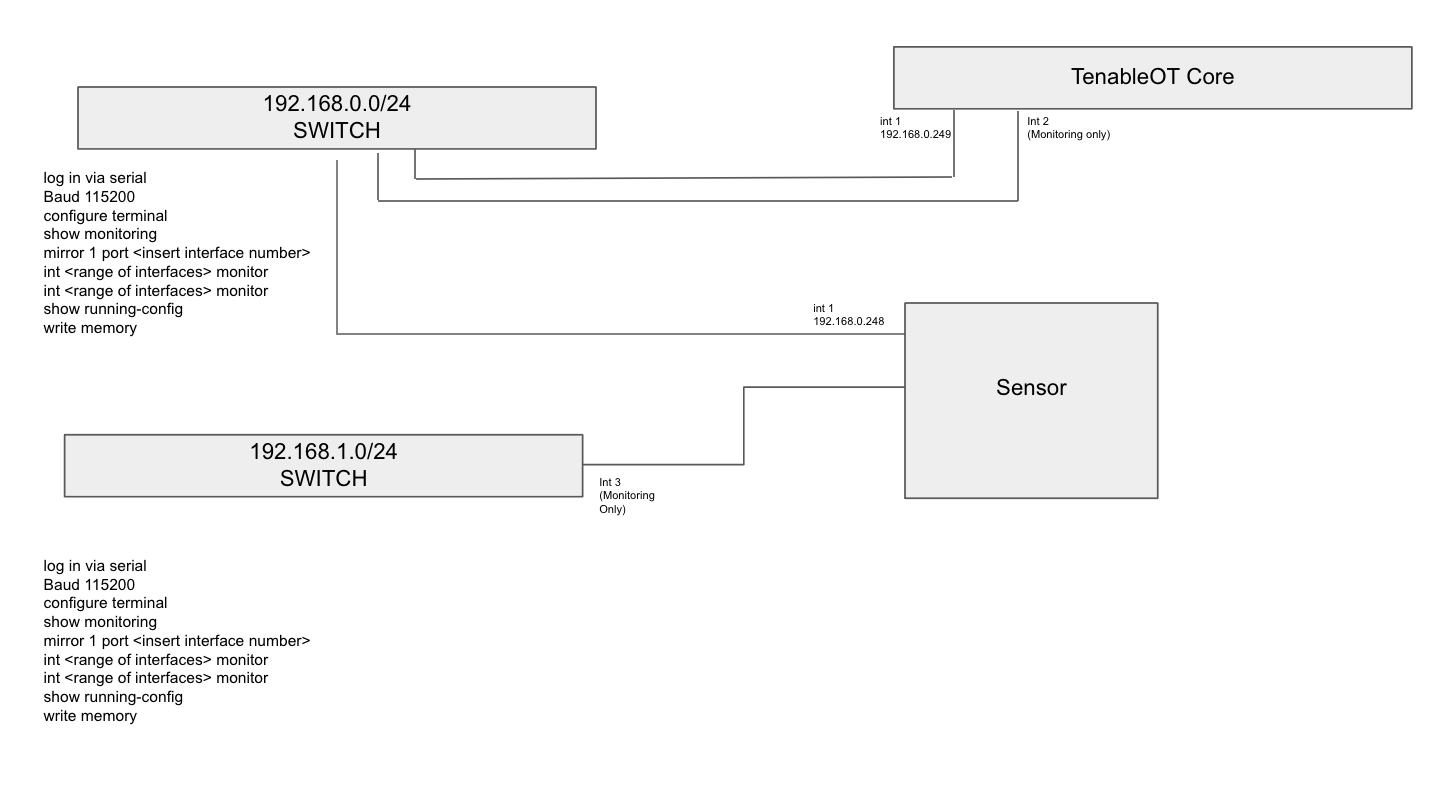 TenableOT Core
192.168.0.0/24
SWITCH
int 1
192.168.0.249
Int 2
(Monitoring only)
log in via serial
Baud 115200
configure terminal
show monitoring
mirror 1 port <insert interface number>
int <range of interfaces> monitor
int <range of interfaces> monitor
show running-config
write memory
int 1
192.168.0.248
Sensor
192.168.1.0/24
SWITCH
Int 3
(Monitoring
Only)
log in via serial
Baud 115200
configure terminal
show monitoring
mirror 1 port <insert interface number>
int <range of interfaces> monitor
int <range of interfaces> monitor
show running-config
write memory